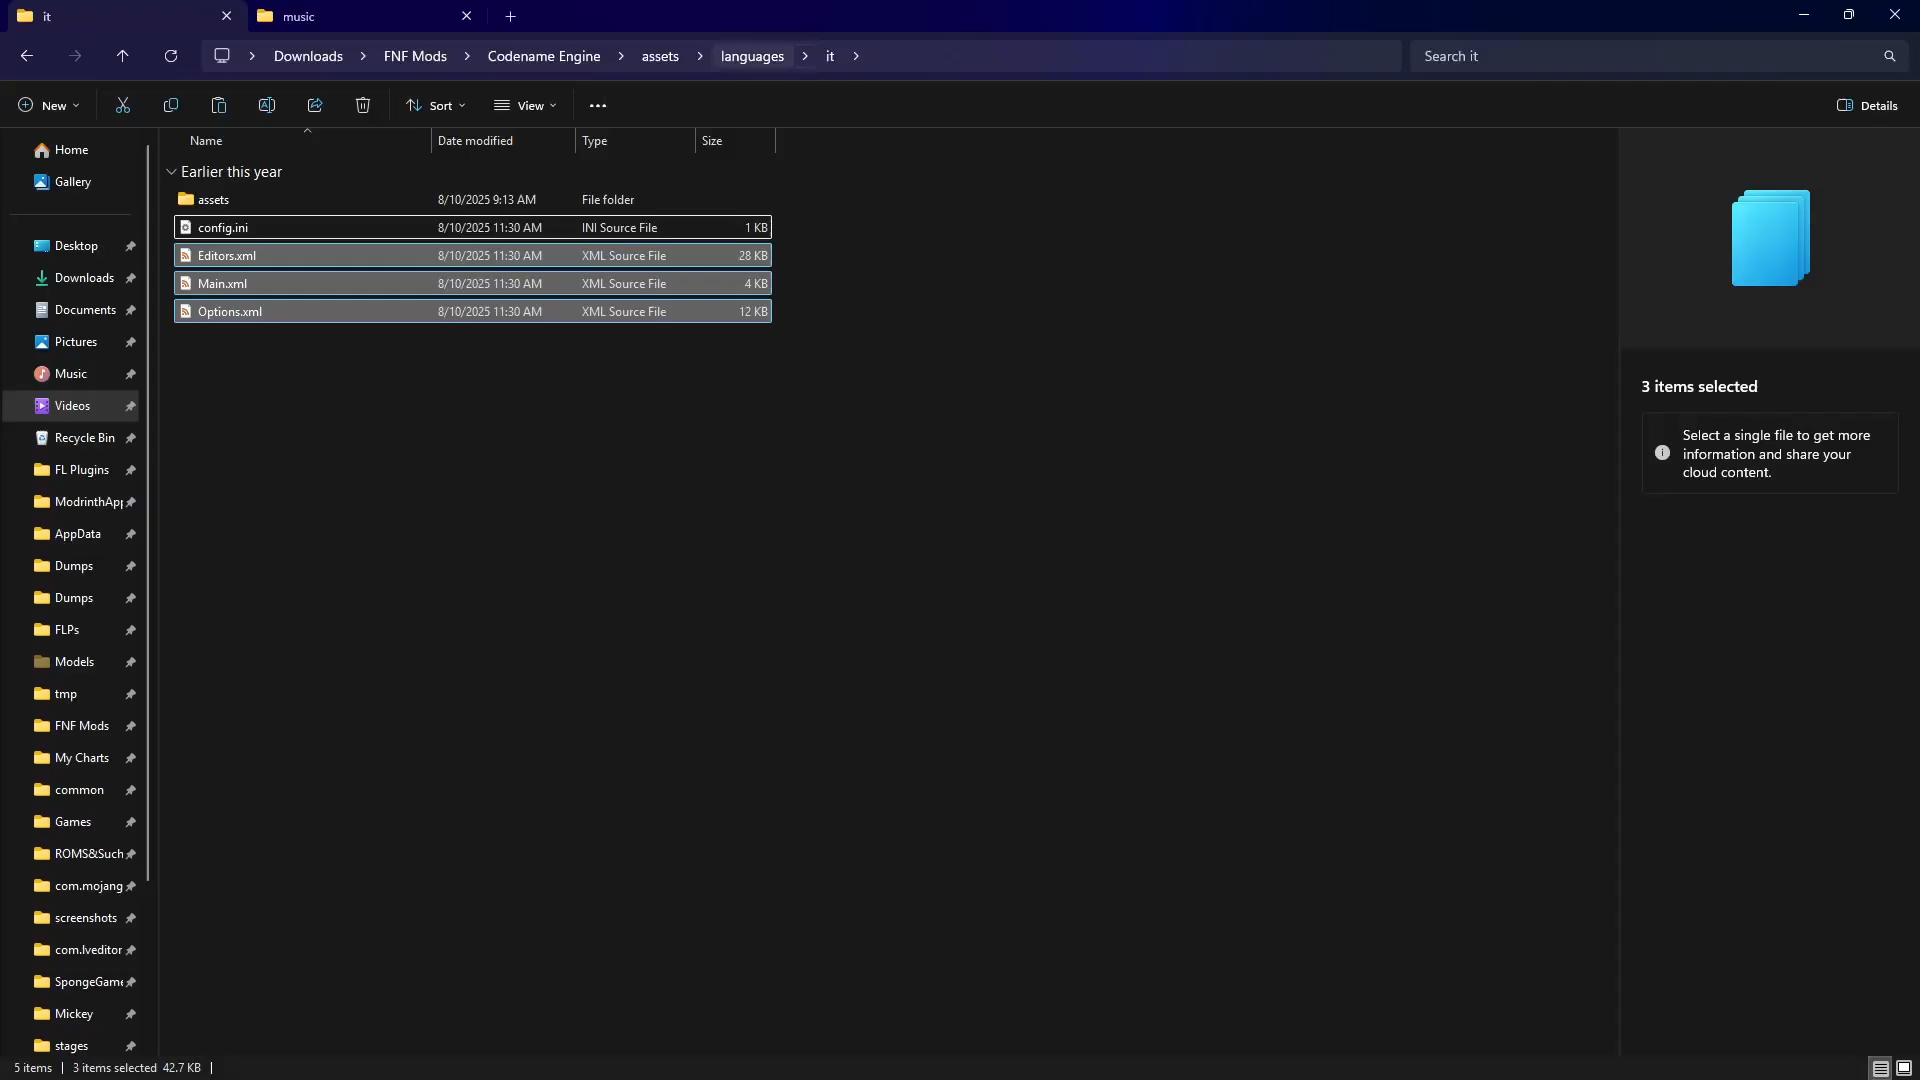 it
music
Downloads
FNF Mods
Codename Engine
assets
languages
it
Search it
New
Sort
View
Details
Name
Date modified
Type
Size
Earlier this year
assets 8/10/2025 9:13 AM File folder
config.ini 8/10/2025 11:30 AM INI Source File 1 KB
Editors.xml 8/10/2025 11:30 AM XML Source File 28 KB
Main.xml 8/10/2025 11:30 AM XML Source File 4 KB
Options.xml 8/10/2025 11:30 AM XML Source File 12 KB
Home
Gallery
Desktop
Downloads
Documents
Pictures
Music
Videos
Recycle Bin
FL Plugins
ModrinthApp
AppData
Dumps
Dumps
FLPs
Models
tmp
FNF Mods
My Charts
common
Games
ROMS&Such
com.mojang
screenshots
com.lveditor
SpongeGame
Mickey
stages
3 items selected
Select a single file to get more
information and share your
cloud content.
5 items
3 items selected 42.7 KB